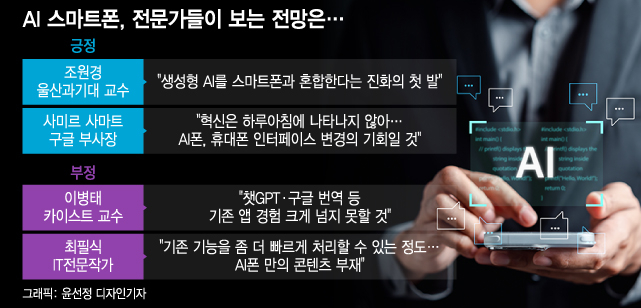 AI 스마트폰, 전문가들이 보는 전망은…
긍정
조원경
울산과기대 교수
"생성형 AI를 스마트폰과 혼합한다는 진화의 첫 발"
사미르 사마트
구글 부사장
"혁신은 하루아침에 나타나지 않아…
AI폰, 휴대폰 인터페이스 변경의 기회일 것"
부정
이병태
카이스트 교수
"챗GPT·구글 번역 등
기존 앱 경험 크게 넘지 못할 것"
최필식
IT전문작가
"기존 기능을 좀 더 빠르게 처리할 수 있는 정도…
AI폰 만의 콘텐츠 부재"
그래픽: 윤선정 디자인기자
AI